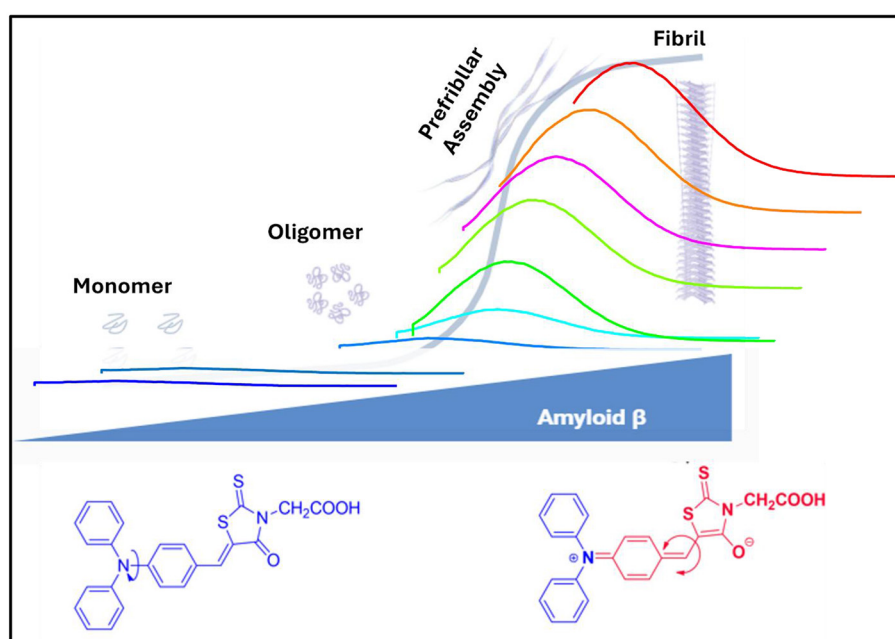 Fibril
Prefribllar
Assembly
Oligomer
Monomer
Amyloid β
S
S
N
CH₂COOH
O
N
S
S
N
CH₂COOH
O
⊖
N
⊕